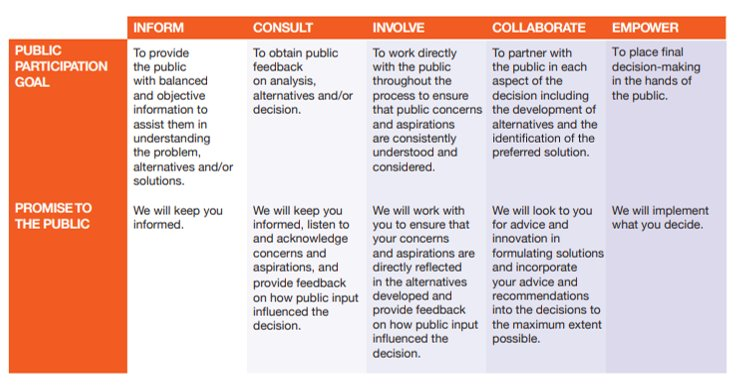 INFORM
CONSULT
INVOLVE
COLLABORATE
EMPOWER
PUBLIC
PARTICIPATION
GOAL
To provide
the public
with balanced
and objective
information to
assist them in
understanding
the problem,
alternatives and/or
solutions.
To obtain public
feedback
on analysis,
alternatives and/or
decision.
To work directly
with the public
throughout the
process to ensure
that public concerns
and aspirations
are consistently
understood and
considered.
To partner with
the public in each
aspect of the
decision including
the development of
alternatives and the
identification of the
preferred solution.
To place final
decision-making
in the hands of
the public.
PROMISE TO
THE PUBLIC
We will keep you
informed.
We will keep you
informed, listen to
and acknowledge
concerns and
aspirations, and
provide feedback
on how public input
influenced the
decision.
We will work with
you to ensure that
your concerns
and aspirations are
directly reflected
in the alternatives
developed and
provide feedback
on how public input
influenced the
decision.
We will look to you
for advice and
innovation in
formulating solutions
and incorporate
your advice and
recommendations
into the decisions to
the maximum extent
possible.
We will implement
what you decide.